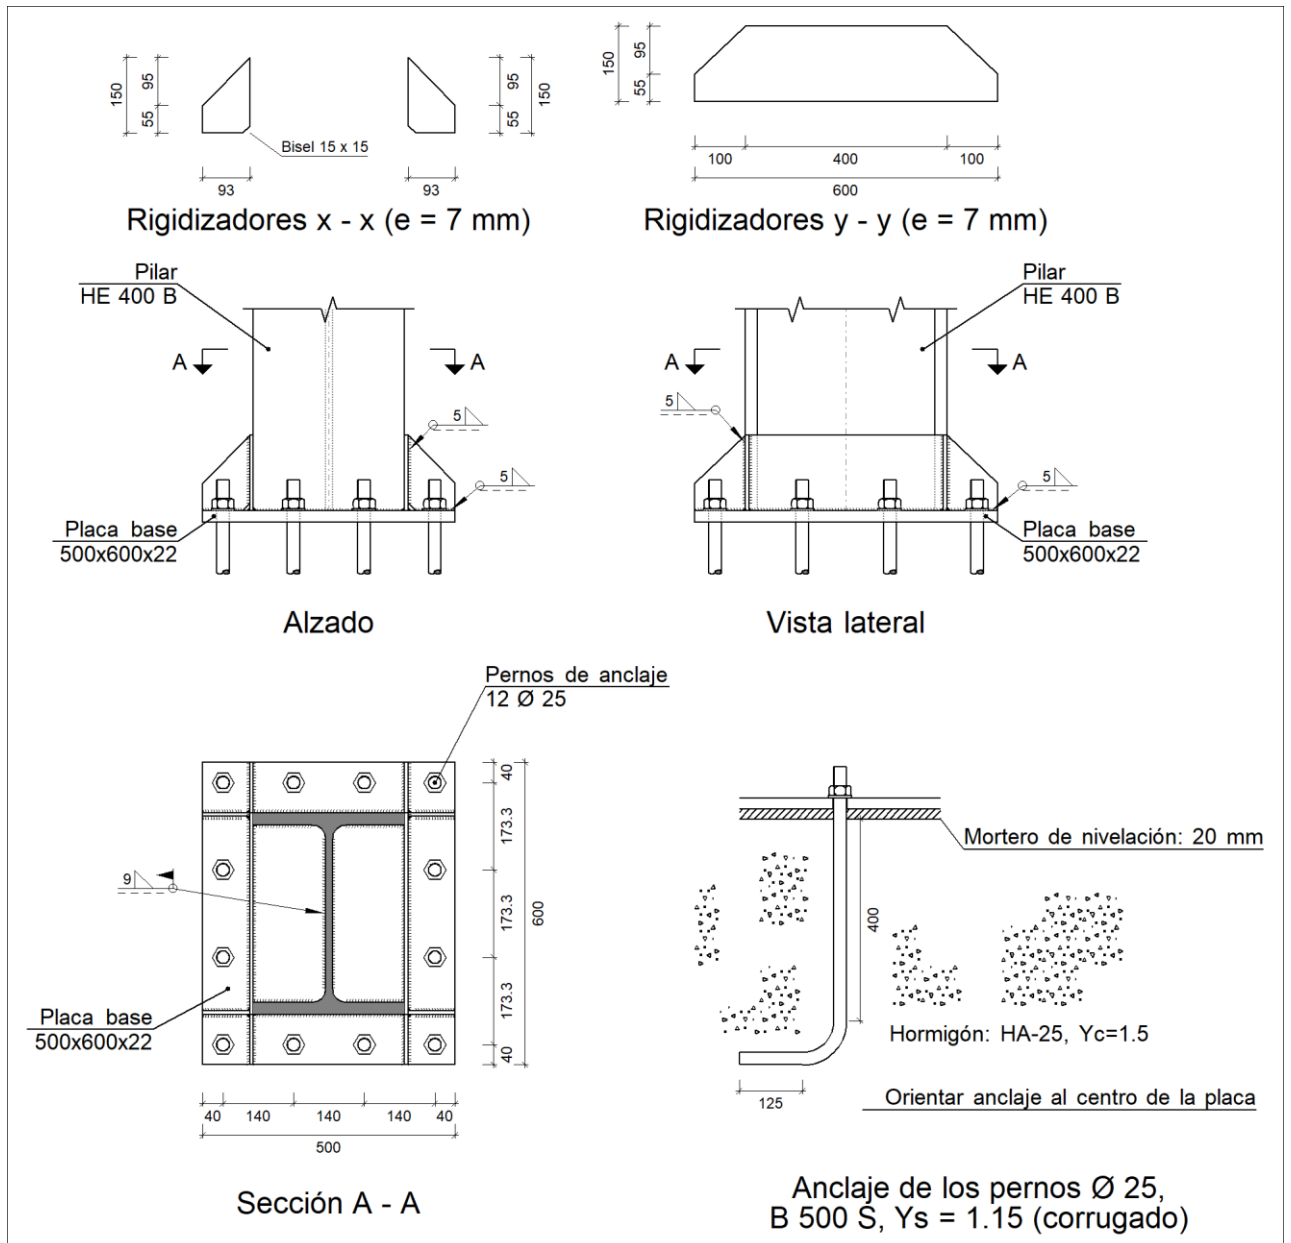 150
95
55
95
55
150
Bisel 15 x 15
93
93
Rigidizadores x - x (e = 7 mm)
150
95
55
100
400
100
600
Rigidizadores y - y (e = 7 mm)
Pilar
HE 400 B
A
A
5
5
Placa base
500x600x22
Alzado
Pilar
HE 400 B
A
A
5
5
Placa base
500x600x22
Vista lateral
Pernos de anclaje
12 Ø 25
9
Placa base
500x600x22
40
173.3
173.3
173.3
40
600
40
140
140
140
40
500
Sección A - A
Mortero de nivelación: 20 mm
400
Hormigón: HA-25, Yc=1.5
125
Orientar anclaje al centro de la placa
Anclaje de los pernos Ø 25,
B 500 S, Ys = 1.15 (corrugado)